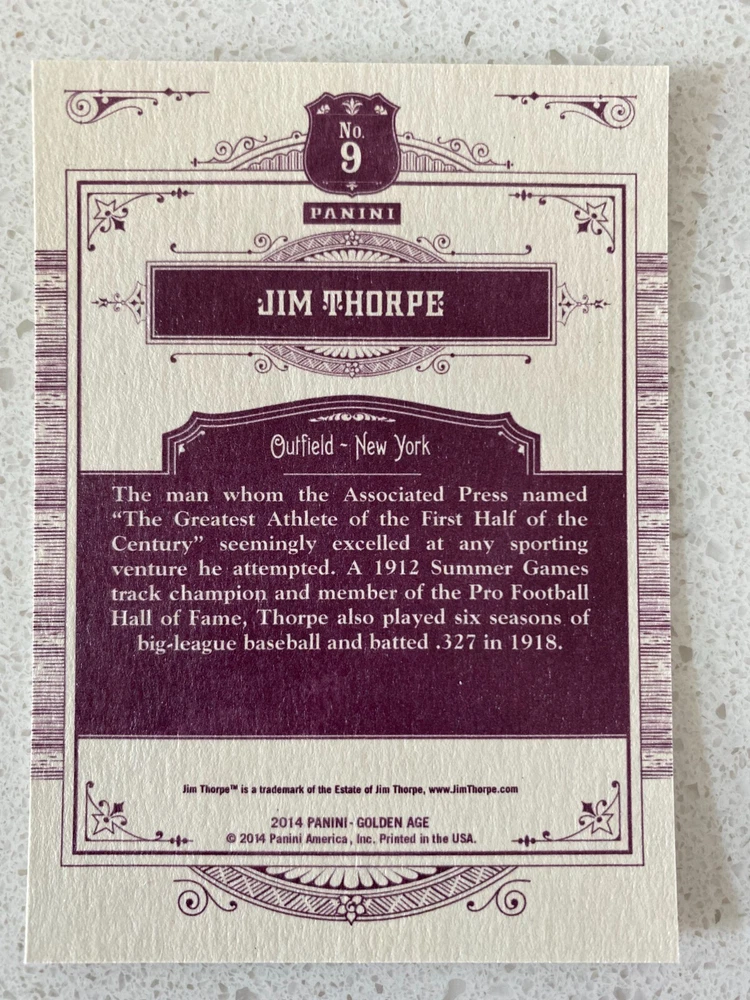 No.
9
PANINI
JIM THORPE
Outfield ~ New York
The man whom the Associated Press named
“The Greatest Athlete of the First Half of the
Century” seemingly excelled at any sporting
venture he attempted. A 1912 Summer Games
track champion and member of the Pro Football
Hall of Fame, Thorpe also played six seasons of
big-league baseball and batted .327 in 1918.
Jim Thorpe™ is a trademark of the Estate of Jim Thorpe, www.JimThorpe.com
2014 PANINI - GOLDEN AGE
© 2014 Panini America, Inc. Printed in the USA.